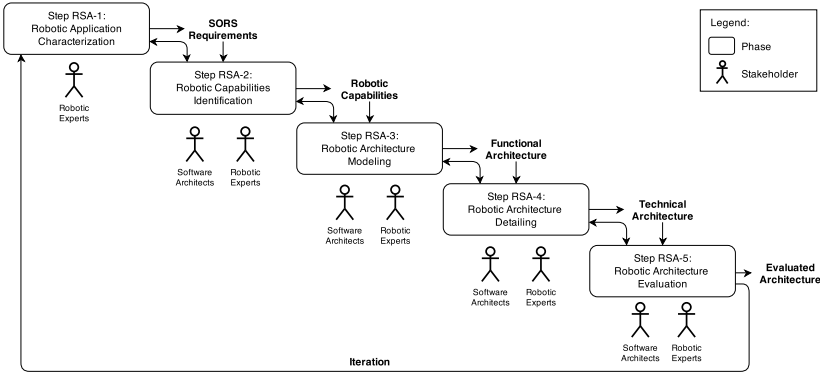 Step RSA-1:
Robotic Application
Characterization
SORS
Requirements
Legend:
Phase
Stakeholder
Robotic
Experts
Step RSA-2:
Robotic Capabilities
Identification
Robotic
Capabilities
Software
Architects
Robotic
Experts
Step RSA-3:
Robotic Architecture
Modeling
Functional
Architecture
Software
Architects
Robotic
Experts
Step RSA-4:
Robotic Architecture
Detailing
Technical
Architecture
Software
Architects
Robotic
Experts
Step RSA-5:
Robotic Architecture
Evaluation
Evaluated
Architecture
Software
Architects
Robotic
Experts
Iteration